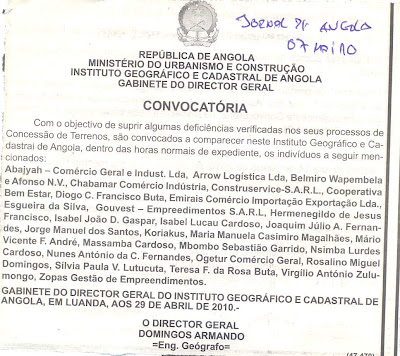 JORNAL DE ANGOLA
07 MAI 10
REPÚBLICA DE ANGOLA
MINISTÉRIO DO URBANISMO E CONSTRUÇÃO
INSTITUTO GEOGRÁFICO E CADASTRAL DE ANGOLA
GABINETE DO DIRECTOR GERAL
CONVOCATÓRIA
Com o objectivo de suprir algumas deficiências verificadas nos seus processos de
Concessão de Terrenos, são convocados a comparecer neste Instituto Geográfico e Ca-
dastral de Angola, dentro das horas normais de expediente, os indivíduos a seguir men-
cionados:
Abajyah – Comércio Geral e Indust. Lda, Arrow Logística Lda, Belmiro Wapembela
Afonso N.V., Chabamar Comércio Indústria, Construservice-S.A.R.L., Cooperativa
Bem Estar, Diogo C. Francisco Buta, Emirais Comércio Importação Exportação Lda.,
Esgueira da Silva, Gouvest – Empreedimentos S.A.R.L, Hermenegildo de Jesus
Francisco, Isabel João D. Gaspar, Isabel Lucau Cardoso, Joaquim Júlio A. Fernan-
des, Jorge Manuel dos Santos, Koriakus, Maria Manuela Casimiro Magalhães, Mário
Vicente F. André, Massamba Cardoso, Mbombo Sebastião Garrido, Nsimba Lurdes
Cardoso, Nunes António da C. Fernandes, Ogetur Comércio Geral, Rosalino Miguel
Domingos, Silvia Paula V. Lutucuta, Teresa F. da Rosa Buta, Virgílio António Zulu-
mongo, Zopas Gestão de Empreedimentos.
GABINETE DO DIRECTOR GERAL DO INSTITUTO GEOGRÁFICO E CADASTRAL DE
ANGOLA, EM LUANDA, AOS 29 DE ABRIL DE 2010.-
O DIRECTOR GERAL
DOMINGOS ARMANDO
=Eng. Geógrafo=